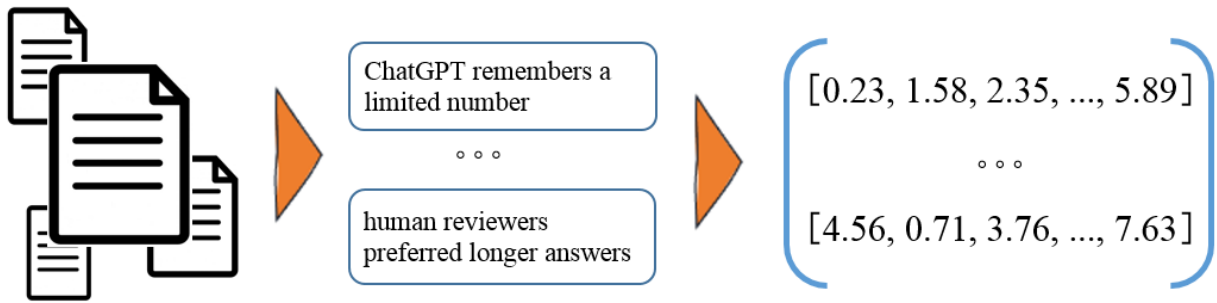 ChatGPT remembers a
limited number
[0.23, 1.58, 2.35, ..., 5.89]
。。。
。。。
human reviewers
preferred longer answers
[4.56, 0.71, 3.76, ..., 7.63]